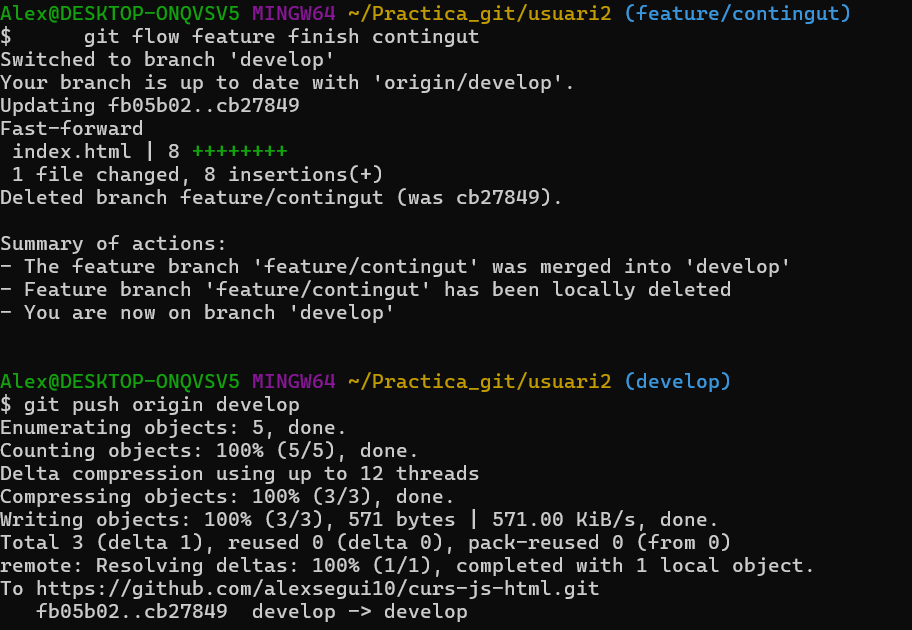 Alex@DESKTOP-ONQVSV5 MINGW64 ~/Practica_git/usuari2 (feature/contingut)
$      git flow feature finish contingut
Switched to branch 'develop'
Your branch is up to date with 'origin/develop'.
Updating fb05b02..cb27849
Fast-forward
 index.html | 8 ++++++++
 1 file changed, 8 insertions(+)
Deleted branch feature/contingut (was cb27849).

Summary of actions:
- The feature branch 'feature/contingut' was merged into 'develop'
- Feature branch 'feature/contingut' has been locally deleted
- You are now on branch 'develop'

Alex@DESKTOP-ONQVSV5 MINGW64 ~/Practica_git/usuari2 (develop)
$ git push origin develop
Enumerating objects: 5, done.
Counting objects: 100% (5/5), done.
Delta compression using up to 12 threads
Compressing objects: 100% (3/3), done.
Writing objects: 100% (3/3), 571 bytes | 571.00 KiB/s, done.
Total 3 (delta 1), reused 0 (delta 0), pack-reused 0 (from 0)
remote: Resolving deltas: 100% (1/1), completed with 1 local object.
To https://github.com/alexsegui10/curs-js-html.git
   fb05b02..cb27849  develop -> develop